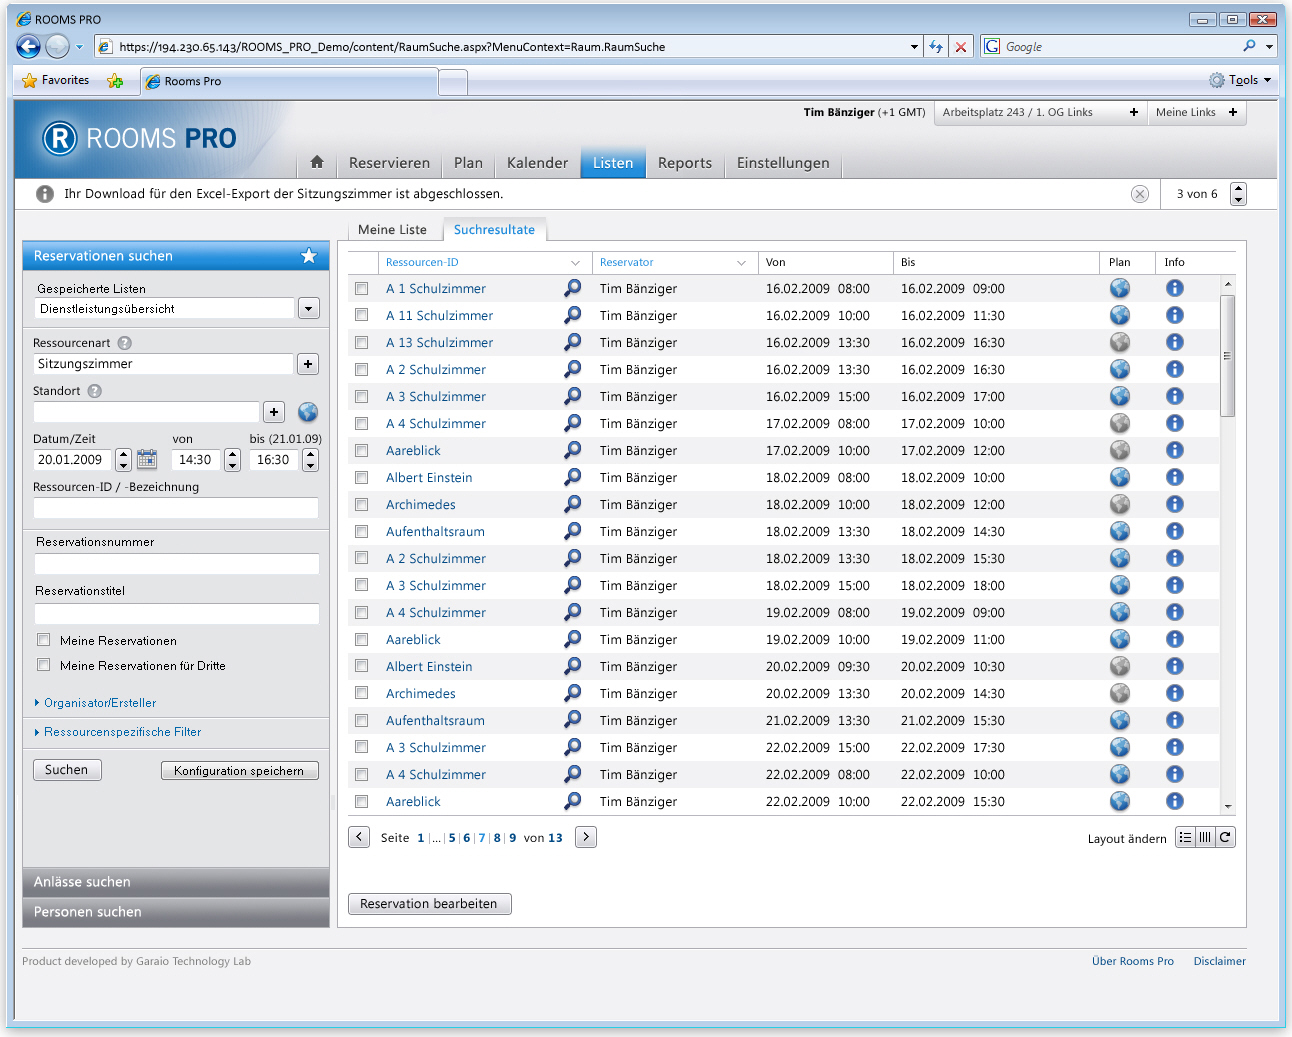 ROOMS PRO
https://194.230.65.143/ROOMS_PRO_Demo/content/RaumSuche.aspx?MenuContext=Raum.RaumSuche
Google
Favorites
Rooms Pro
Tools
Tim Bänziger (+1 GMT)
Arbeitsplatz 243 / 1. OG Links +
Meine Links +
R ROOMS PRO
Reservieren Plan Kalender Listen Reports Einstellungen
Ihr Download für den Excel-Export der Sitzungszimmer ist abgeschlossen.
3 von 6
Reservationen suchen
Gespeicherte Listen
Dienstleistungsübersicht
Ressourcenart ?
Sitzungszimmer +
Standort ?
+
Datum/Zeit von bis (21.01.09)
20.01.2009 14:30 16:30
Ressourcen-ID / -Bezeichnung
Reservationsnummer
Reservationstitel
Meine Reservationen
Meine Reservationen für Dritte
Organisator/Ersteller
Ressourcenspezifische Filter
Suchen Konfiguration speichern
Anlässe suchen
Personen suchen
Meine Liste Suchresultate
Ressourcen-ID Reservator Von Bis Plan Info
A 1 Schulzimmer Tim Bänziger 16.02.2009 08:00 16.02.2009 09:00
A 11 Schulzimmer Tim Bänziger 16.02.2009 10:00 16.02.2009 11:30
A 13 Schulzimmer Tim Bänziger 16.02.2009 13:30 16.02.2009 16:30
A 2 Schulzimmer Tim Bänziger 16.02.2009 13:30 16.02.2009 16:30
A 3 Schulzimmer Tim Bänziger 16.02.2009 15:00 16.02.2009 17:00
A 4 Schulzimmer Tim Bänziger 17.02.2009 08:00 17.02.2009 10:00
Aareblick Tim Bänziger 17.02.2009 10:00 17.02.2009 12:00
Albert Einstein Tim Bänziger 18.02.2009 08:00 18.02.2009 10:00
Archimedes Tim Bänziger 18.02.2009 10:00 18.02.2009 12:00
Aufenthaltsraum Tim Bänziger 18.02.2009 13:30 18.02.2009 14:30
A 2 Schulzimmer Tim Bänziger 18.02.2009 13:30 18.02.2009 15:30
A 3 Schulzimmer Tim Bänziger 18.02.2009 15:00 18.02.2009 18:00
A 4 Schulzimmer Tim Bänziger 19.02.2009 08:00 19.02.2009 09:00
Aareblick Tim Bänziger 19.02.2009 10:00 19.02.2009 11:00
Albert Einstein Tim Bänziger 20.02.2009 09:30 20.02.2009 10:30
Archimedes Tim Bänziger 20.02.2009 13:30 20.02.2009 14:30
Aufenthaltsraum Tim Bänziger 21.02.2009 13:30 21.02.2009 15:30
A 3 Schulzimmer Tim Bänziger 22.02.2009 15:00 22.02.2009 17:30
A 4 Schulzimmer Tim Bänziger 22.02.2009 08:00 22.02.2009 10:00
Aareblick Tim Bänziger 22.02.2009 10:00 22.02.2009 15:30
< Seite 1 |...| 5 | 6 | 7 | 8 | 9 von 13 >
Layout ändern
Reservation bearbeiten
Product developed by Garaio Technology Lab
Über Rooms Pro Disclaimer